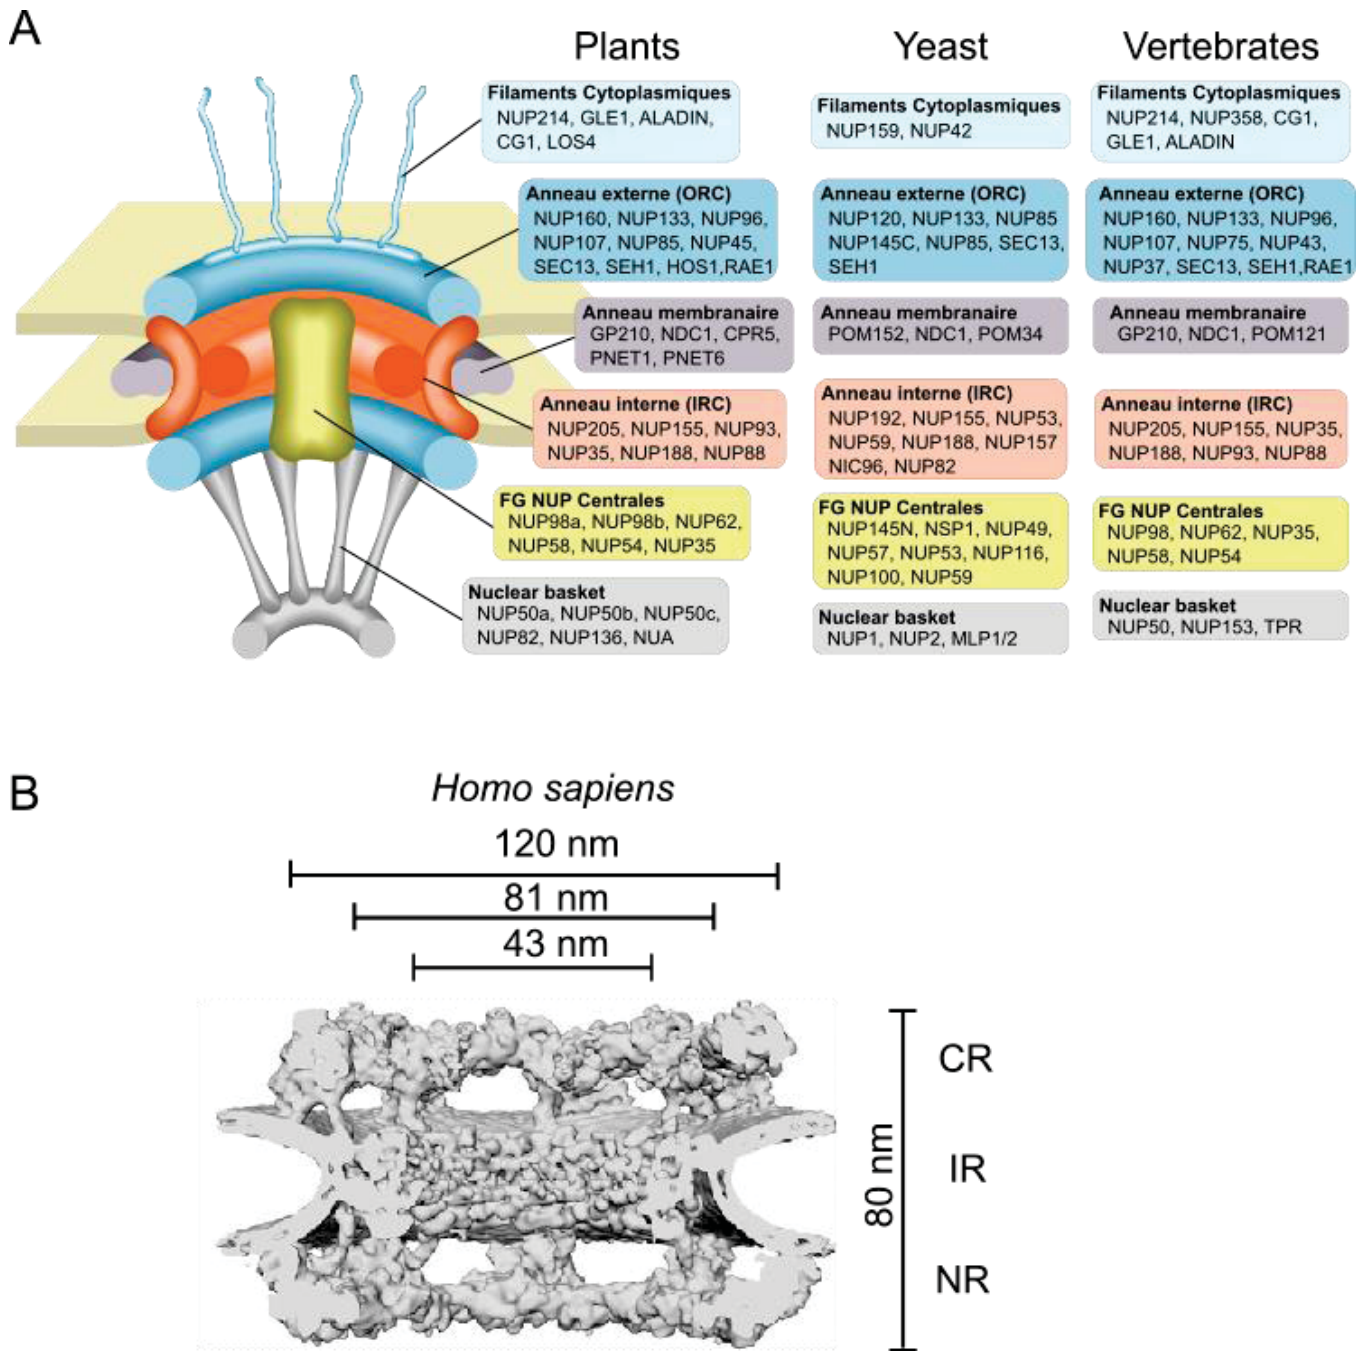 A
Plants
Filaments Cytoplasmiques
NUP214, GLE1, ALADIN,
CG1, LOS4
Anneau externe (ORC)
NUP160, NUP133, NUP96,
NUP107, NUP85, NUP45,
SEC13, SEH1, HOS1,RAE1
Anneau membranaire
GP210, NDC1, CPR5,
PNET1, PNET6
Anneau interne (IRC)
NUP205, NUP155, NUP93,
NUP35, NUP188, NUP88
FG NUP Centrales
NUP98a, NUP98b, NUP62,
NUP58, NUP54, NUP35
Nuclear basket
NUP50a, NUP50b, NUP50c,
NUP82, NUP136, NUA
Yeast
Filaments Cytoplasmiques
NUP159, NUP42
Anneau externe (ORC)
NUP120, NUP133, NUP85
NUP145C, NUP85, SEC13,
SEH1
Anneau membranaire
POM152, NDC1, POM34
Anneau interne (IRC)
NUP192, NUP155, NUP53,
NUP59, NUP188, NUP157
NIC96, NUP82
FG NUP Centrales
NUP145N, NSP1, NUP49,
NUP57, NUP53, NUP116,
NUP100, NUP59
Nuclear basket
NUP1, NUP2, MLP1/2
Vertebrates
Filaments Cytoplasmiques
NUP214, NUP358, CG1,
GLE1, ALADIN
Anneau externe (ORC)
NUP160, NUP133, NUP96,
NUP107, NUP75, NUP43,
NUP37, SEC13, SEH1,RAE1
Anneau membranaire
GP210, NDC1, POM121
Anneau interne (IRC)
NUP205, NUP155, NUP35,
NUP188, NUP93, NUP88
FG NUP Centrales
NUP98, NUP62, NUP35,
NUP58, NUP54
Nuclear basket
NUP50, NUP153, TPR
B
Homo sapiens
120 nm
81 nm
43 nm
80 nm
CR
IR
NR